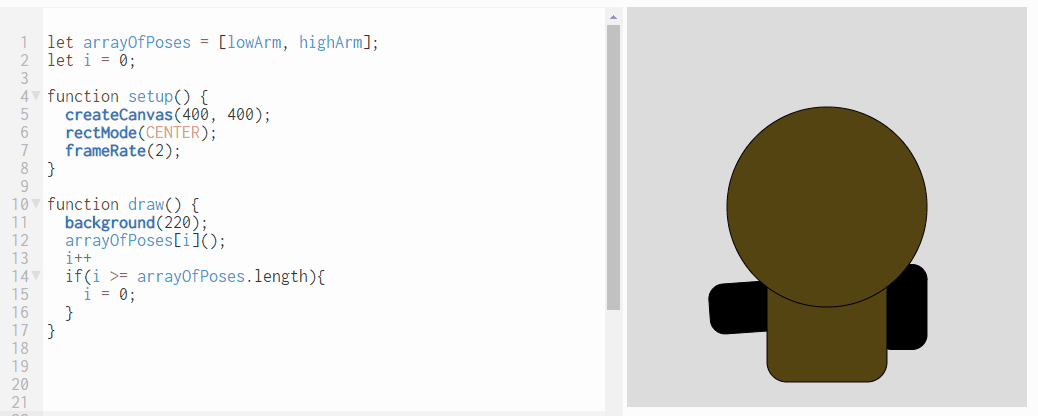 1 let arrayOfPoses = [lowArm, highArm];
2 let i = 0;
3
4 function setup() {
5 createCanvas(400, 400);
6 rectMode(CENTER);
7 frameRate(2);
8 }
9
10 function draw() {
11 background(220);
12 arrayOfPoses[i]();
13 i++
14 if(i >= arrayOfPoses.length){
15 i = 0;
16 }
17 }
18
19
20
21